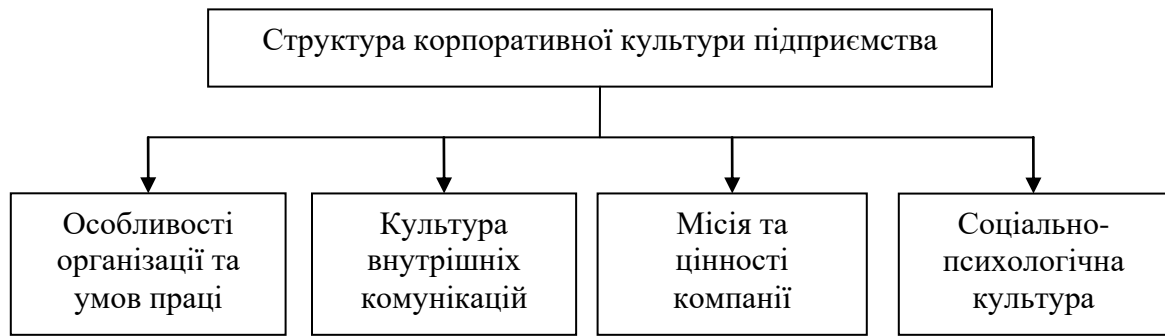 Структура корпоративної культури підприємства
Особливості
організації та
умов праці
Культура
внутрішніх
комунікацій
Місія та
цінності
компанії
Соціально-
психологічна
культура